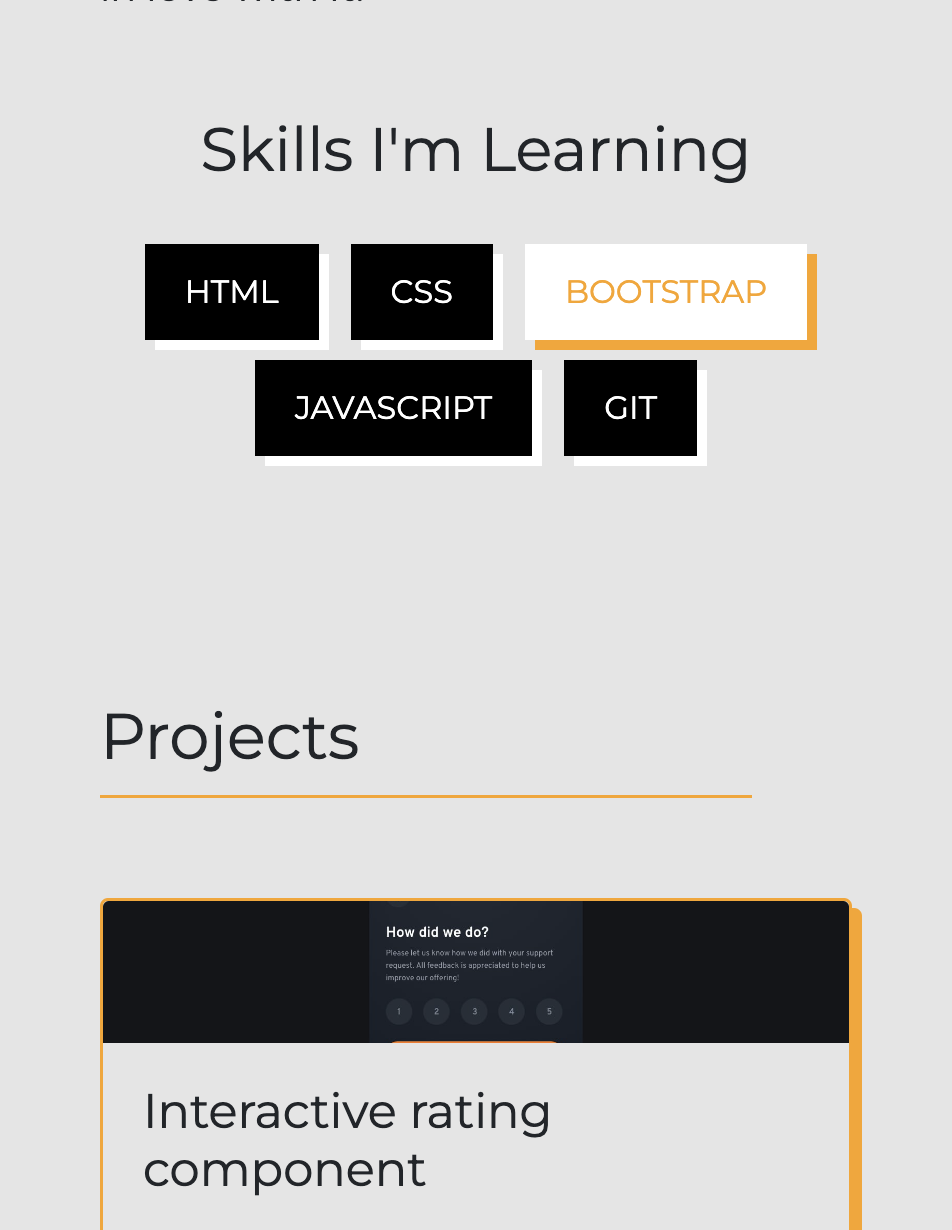 Skills I'm Learning
HTML
CSS
BOOTSTRAP
JAVASCRIPT
GIT
Projects
How did we do?
Please let us know how we did with your support
request. All feedback is appreciated to help us
improve our offering!
1 2 3 4 5
Interactive rating
component